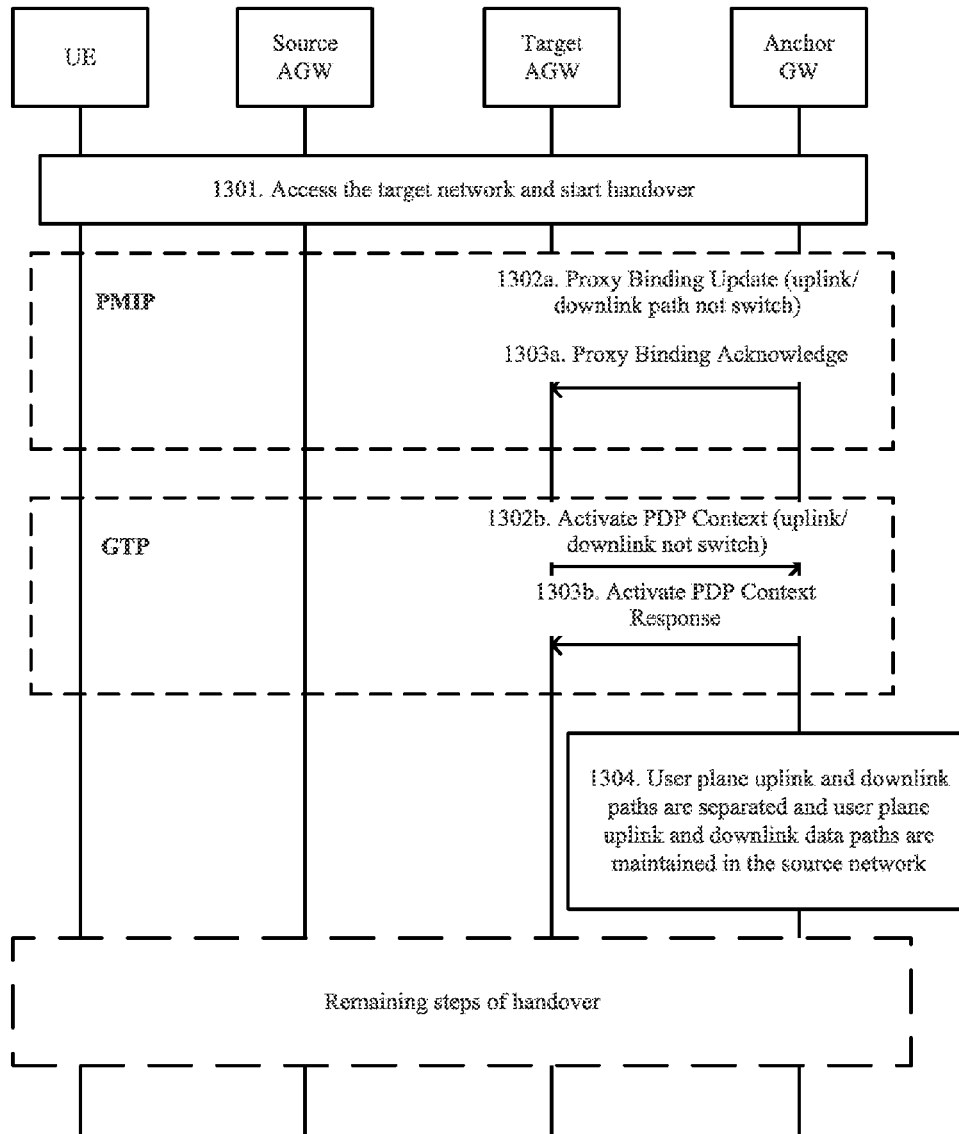 UE
Source
AGW
Target
AGW
Anchor
GW
1301. Access the target network and start handover
PMIP
1302a. Proxy Binding Update (uplink/
downlink path not switch)
1303a. Proxy Binding Acknowledge
GTP
1302b. Activate PDP Context (uplink/
downlink not switch)
1303b. Activate PDP Context
Response
1304. User plane uplink and downlink
paths are separated and user plane
uplink and downlink data paths are
maintained in the source network
Remaining steps of handover